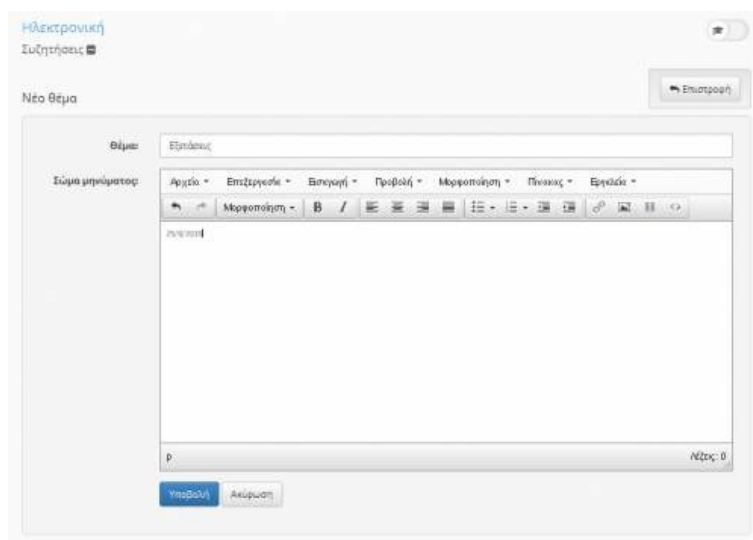 Ηλεκτρονική
Συζητήσεις
Νέο θέμα
Επιστροφή
Θέμα: Εξετάσεις
Σώμα μηνύματος:
Αρχείο Επεξεργασία Εισαγωγή Προβολή Μορφοποίηση Πίνακας Εργαλεία
Μορφοποίηση B I
p Λέξεις: 0
Υποβολή Ακύρωση